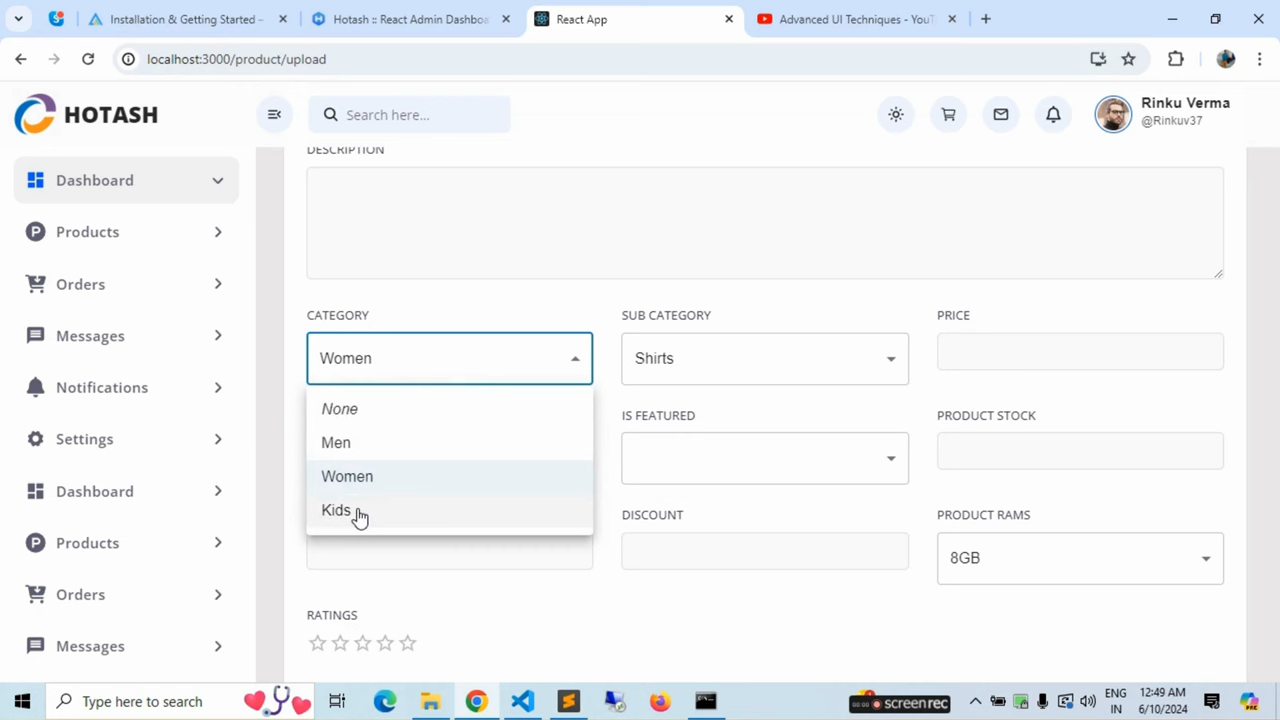 Installation & Getting Started –
Hotash :: React Admin Dashboa
React App
Advanced UI Techniques - YouT
localhost:3000/product/upload
HOTASH
Search here...
Rinku Verma
@Rinkuv37
Dashboard
Products
Orders
Messages
Notifications
Settings
Dashboard
Products
Orders
Messages
DESCRIPTION
CATEGORY
SUB CATEGORY
PRICE
Women
Shirts
None
Men
Women
Kids
IS FEATURED
PRODUCT STOCK
DISCOUNT
PRODUCT RAMS
8GB
RATINGS
Type here to search
screenrec
ENG
IN
12:49 AM
6/10/2024